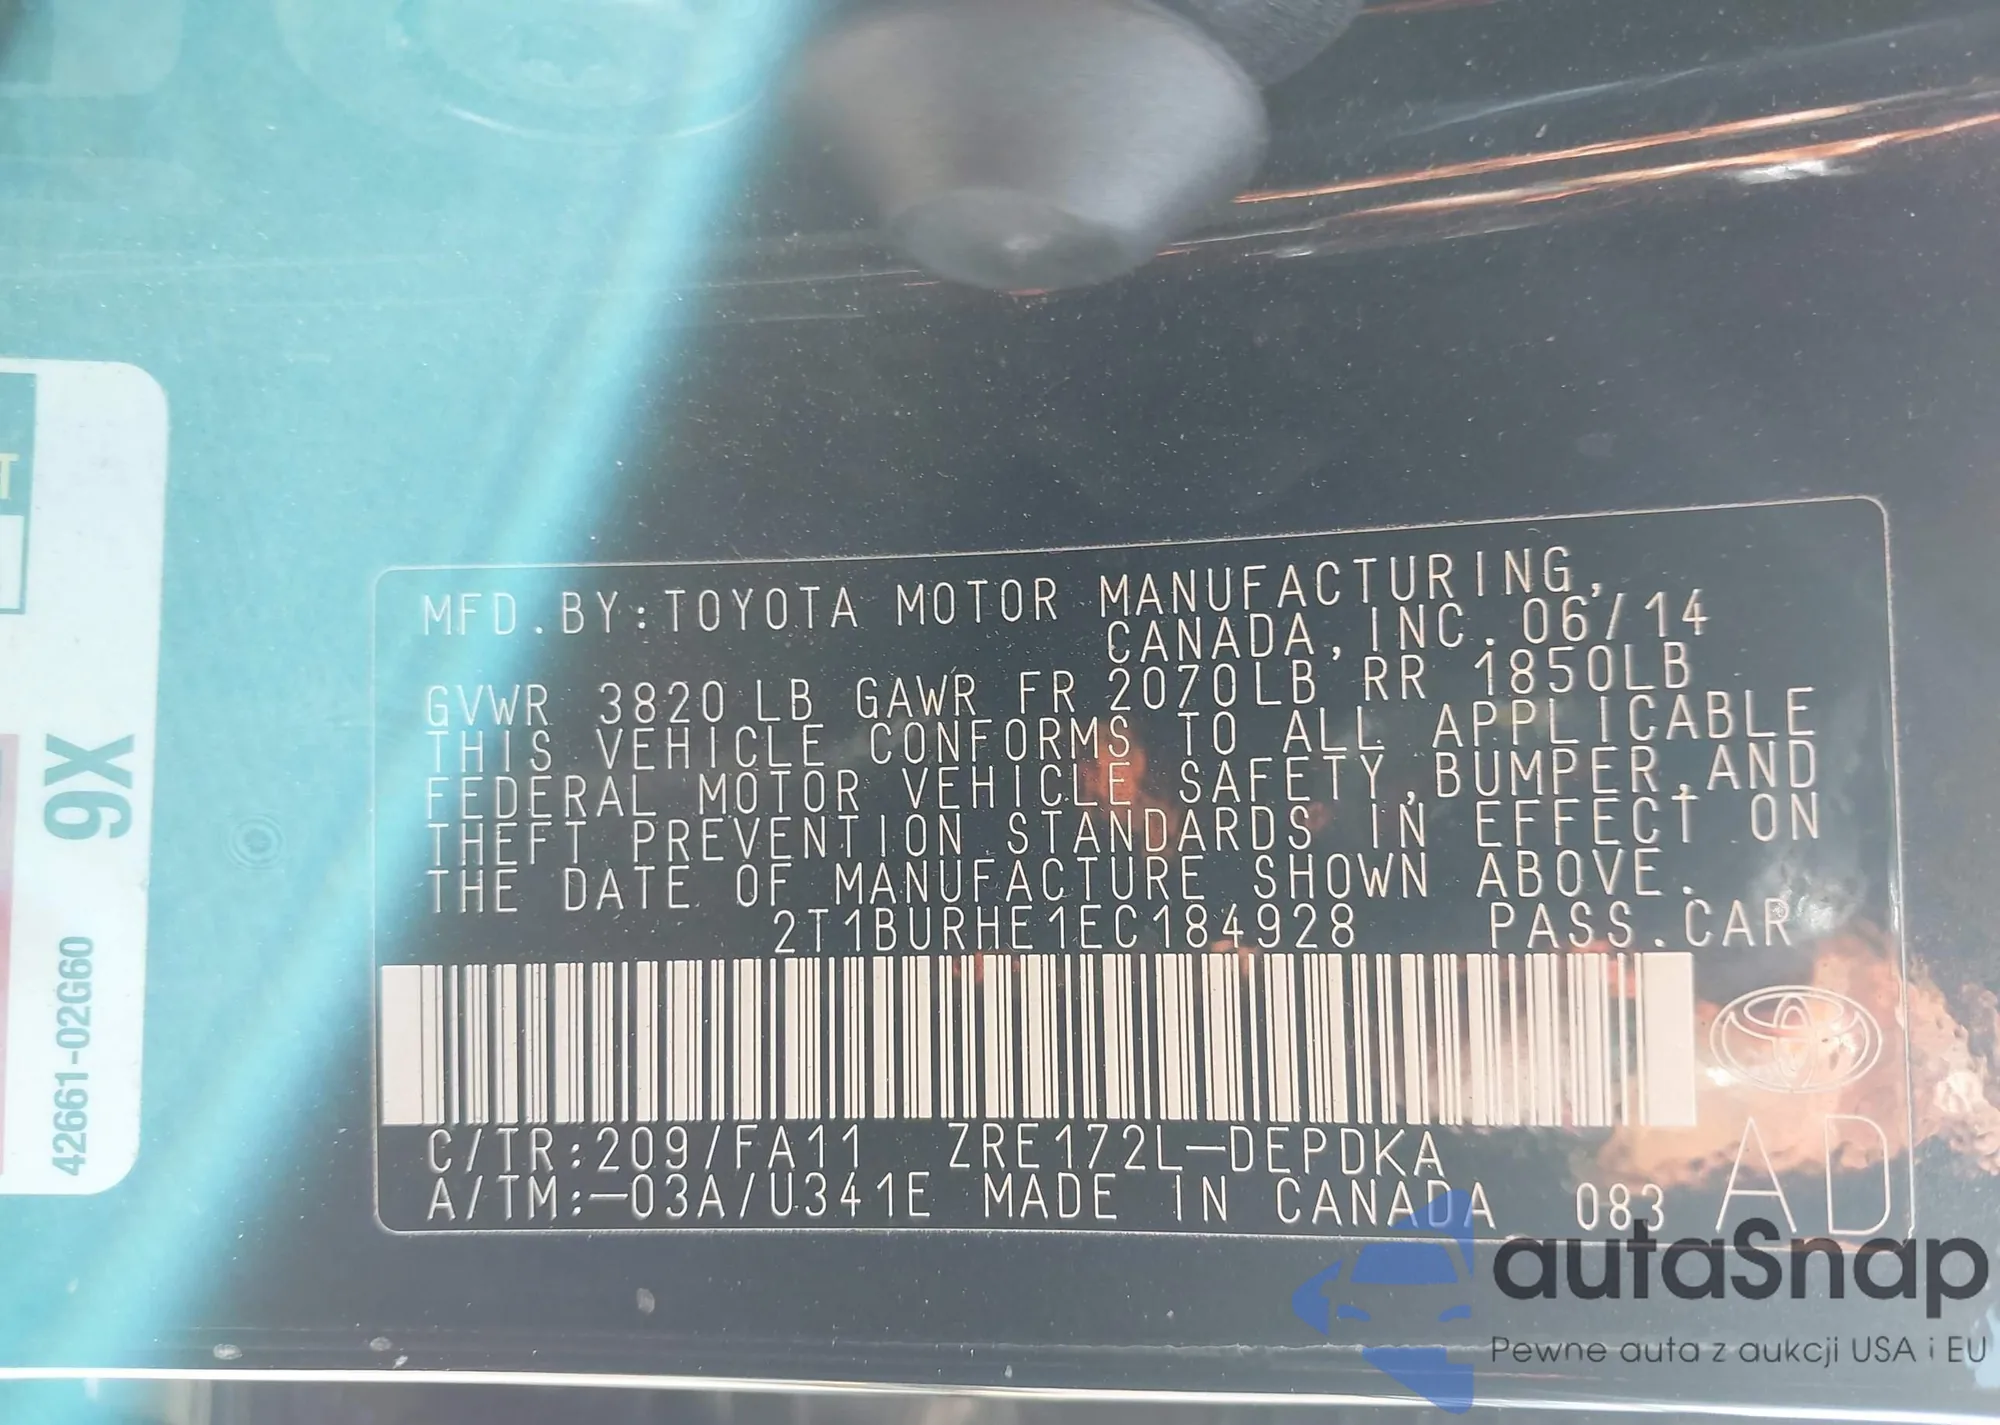 MFD.BY:TOYOTA MOTOR MANUFACTURING,
CANADA,INC.06/14
GVWR 3820LB GAWR FR 2070LB RR 1850LB
THIS VEHICLE CONFORMS TO ALL APPLICABLE
FEDERAL MOTOR VEHICLE SAFETY,BUMPER,AND
THEFT PREVENTION STANDARDS IN EFFECT ON
THE DATE OF MANUFACTURE SHOWN ABOVE.
2T1BURHE1EC184928 PASS.CAR
C/TR:209/FA11 ZRE172L-DEPDKA
A/TM:-03A/U341E MADE IN CANADA 083
AD
T
9X
42661-02G60
autaSnap
Pewne auta z aukcji USA i EU